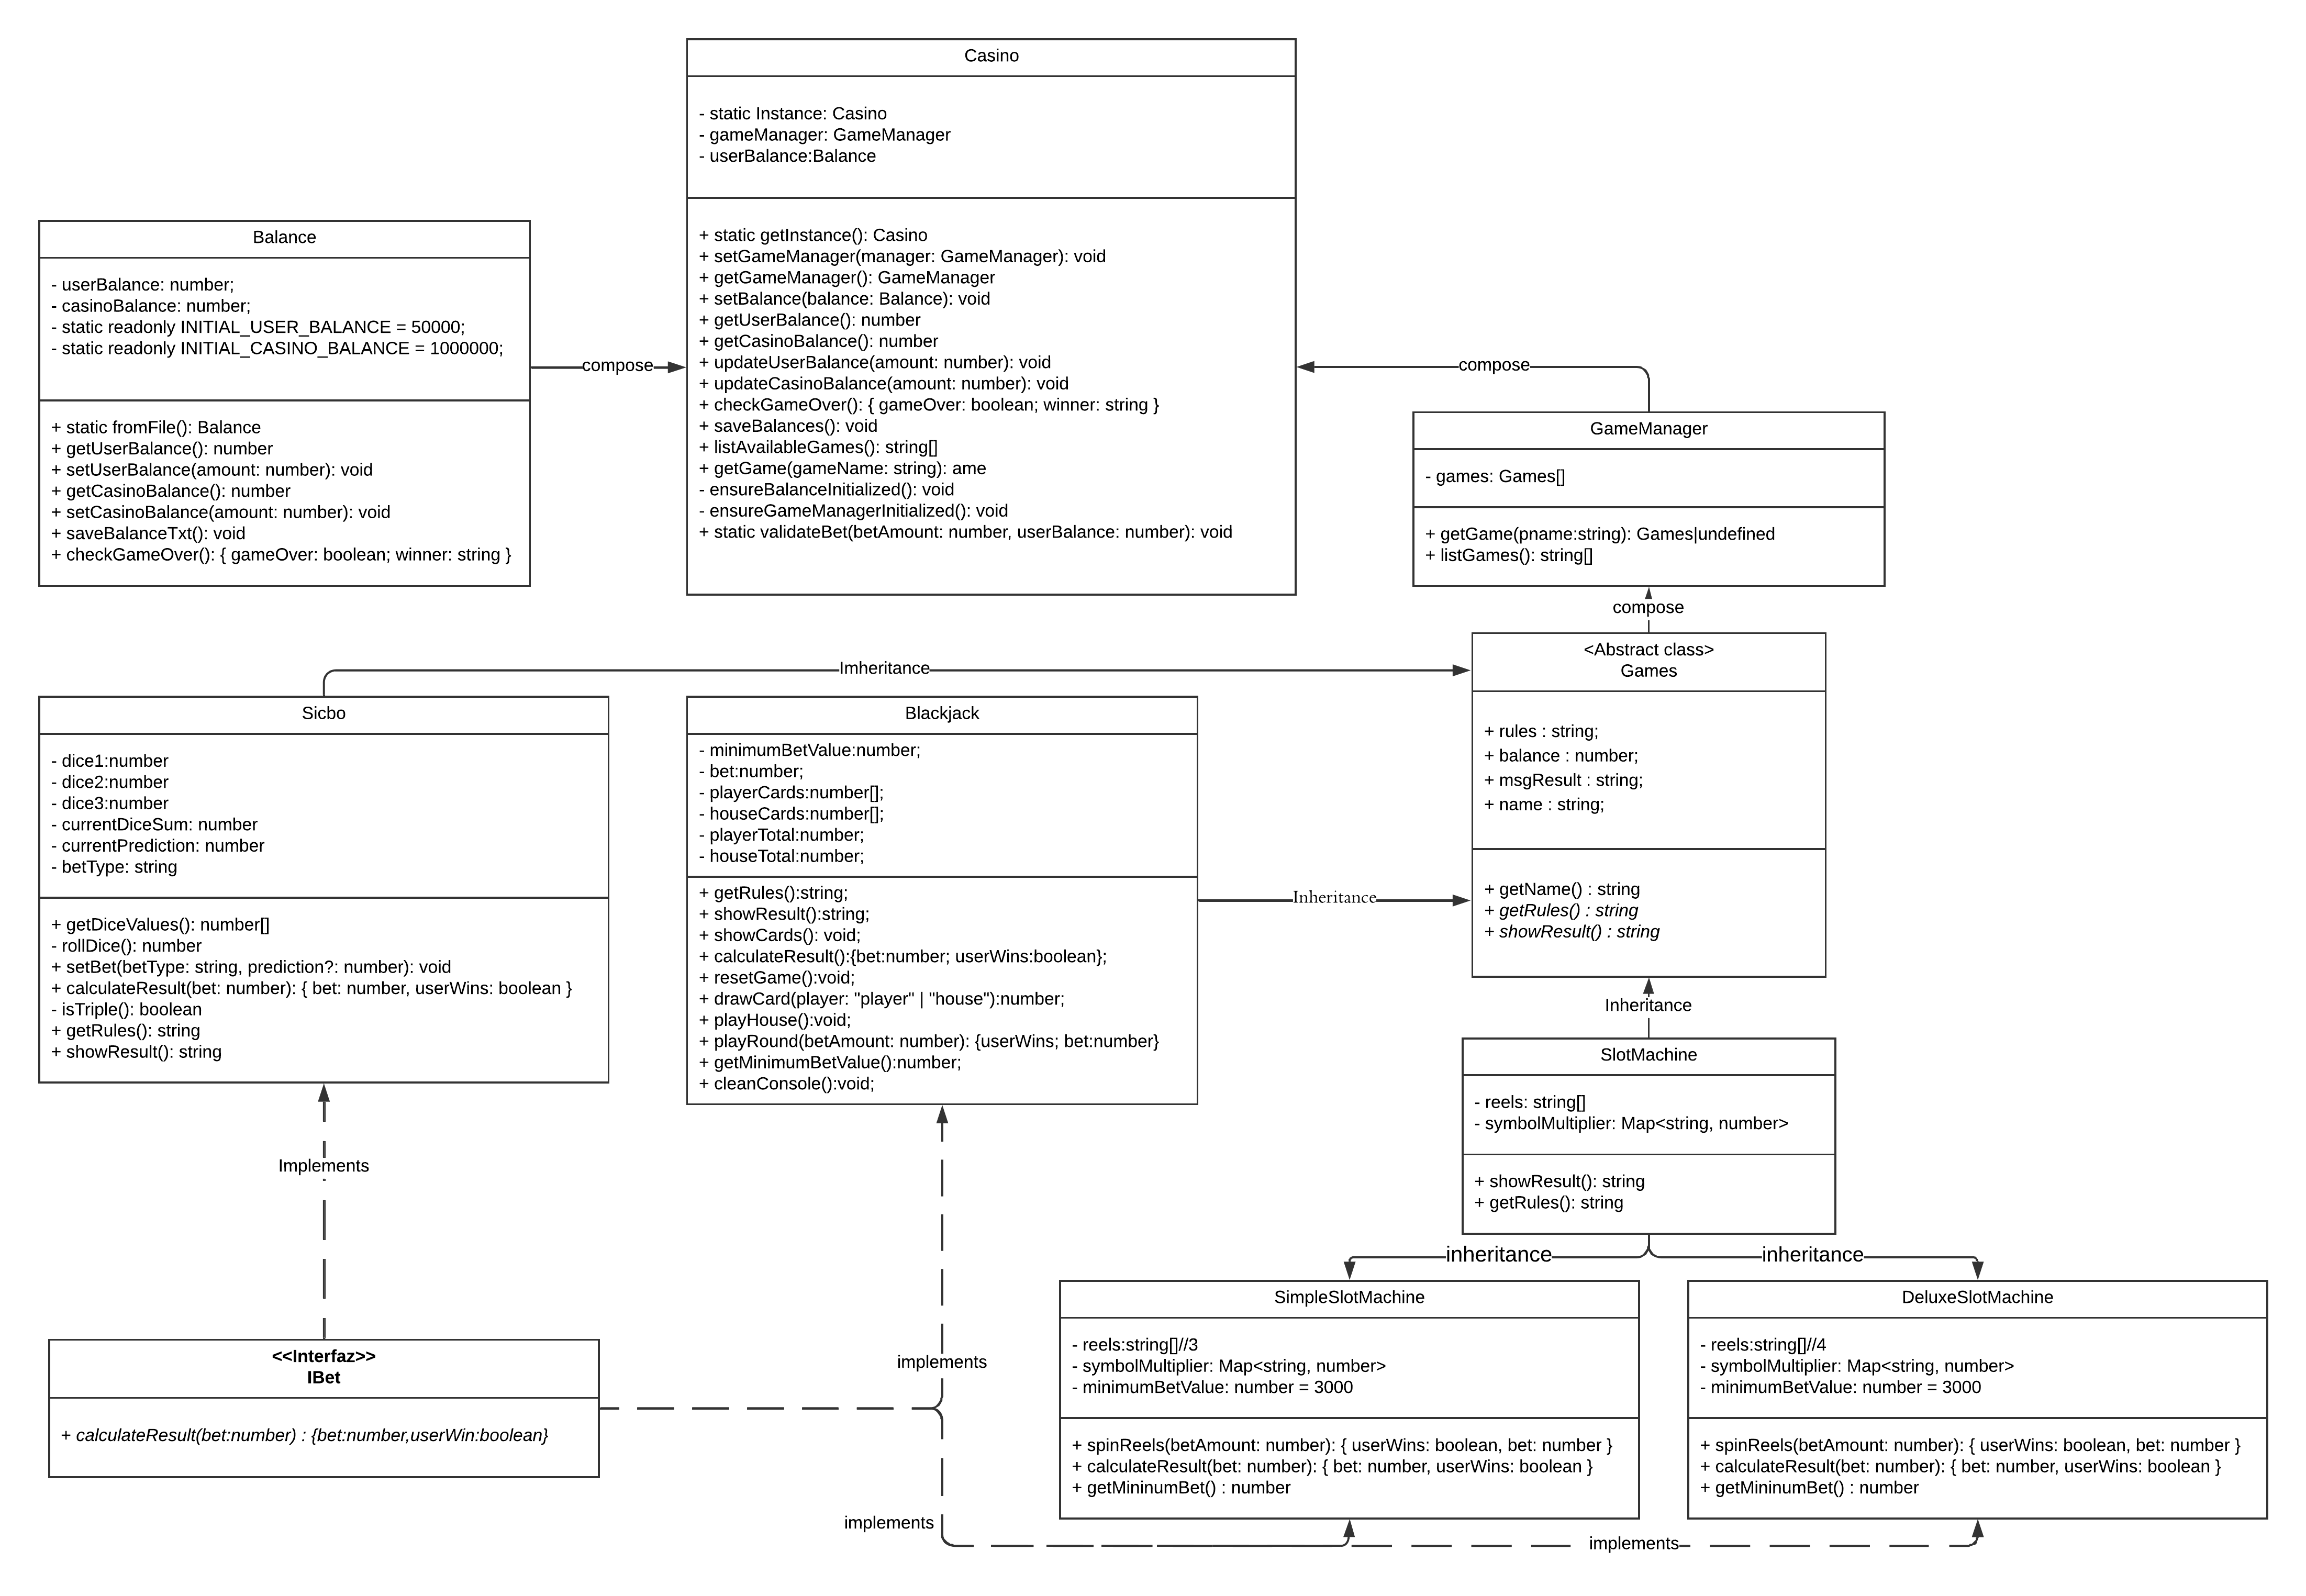 Casino
- static Instance: Casino
- gameManager: GameManager
- userBalance:Balance
+ static getInstance(): Casino
+ setGameManager(manager: GameManager): void
+ getGameManager(): GameManager
+ setBalance(balance: Balance): void
+ getUserBalance(): number
+ getCasinoBalance(): number
+ updateUserBalance(amount: number): void
+ updateCasinoBalance(amount: number): void
+ checkGameOver(): { gameOver: boolean; winner: string }
+ saveBalances(): void
+ listAvailableGames(): string[]
+ getGame(gameName: string): ame
- ensureBalanceInitialized(): void
- ensureGameManagerInitialized(): void
+ static validateBet(betAmount: number, userBalance: number): void
Balance
- userBalance: number;
- casinoBalance: number;
- static readonly INITIAL_USER_BALANCE = 50000;
- static readonly INITIAL_CASINO_BALANCE = 1000000;
+ static fromFile(): Balance
+ getUserBalance(): number
+ setUserBalance(amount: number): void
+ getCasinoBalance(): number
+ setCasinoBalance(amount: number): void
+ saveBalanceTxt(): void
+ checkGameOver(): { gameOver: boolean; winner: string }
compose
compose
GameManager
- games: Games[]
+ getGame(pname:string): Games|undefined
+ listGames(): string[]
compose
<Abstract class>
Games
+ rules : string;
+ balance : number;
+ msgResult : string;
+ name : string;
+ getName() : string
+ getRules() : string
+ showResult() : string
Imheritance
Sicbo
- dice1:number
- dice2:number
- dice3:number
- currentDiceSum: number
- currentPrediction: number
- betType: string
+ getDiceValues(): number[]
- rollDice(): number
+ setBet(betType: string, prediction?: number): void
+ calculateResult(bet: number): { bet: number, userWins: boolean }
- isTriple(): boolean
+ getRules(): string
+ showResult(): string
Blackjack
- minimumBetValue:number;
- bet:number;
- playerCards:number[];
- houseCards:number[];
- playerTotal:number;
- houseTotal:number;
+ getRules():string;
+ showResult():string;
+ showCards(): void;
+ calculateResult():{bet:number; userWins:boolean};
+ resetGame():void;
+ drawCard(player: "player" | "house"):number;
+ playHouse():void;
+ playRound(betAmount: number): {userWins; bet:number}
+ getMinimumBetValue():number;
+ cleanConsole():void;
Inheritance
Inheritance
SlotMachine
- reels: string[]
- symbolMultiplier: Map<string, number>
+ showResult(): string
+ getRules(): string
inheritance
inheritance
Implements
<<Interfaz>>
IBet
+ calculateResult(bet:number) : {bet:number,userWin:boolean}
implements
implements
SimpleSlotMachine
- reels:string[]//3
- symbolMultiplier: Map<string, number>
- minimumBetValue: number = 3000
+ spinReels(betAmount: number): { userWins: boolean, bet: number }
+ calculateResult(bet: number): { bet: number, userWins: boolean }
+ getMininumBet() : number
DeluxeSlotMachine
- reels:string[]//4
- symbolMultiplier: Map<string, number>
- minimumBetValue: number = 3000
+ spinReels(betAmount: number): { userWins: boolean, bet: number }
+ calculateResult(bet: number): { bet: number, userWins: boolean }
+ getMininumBet() : number
implements